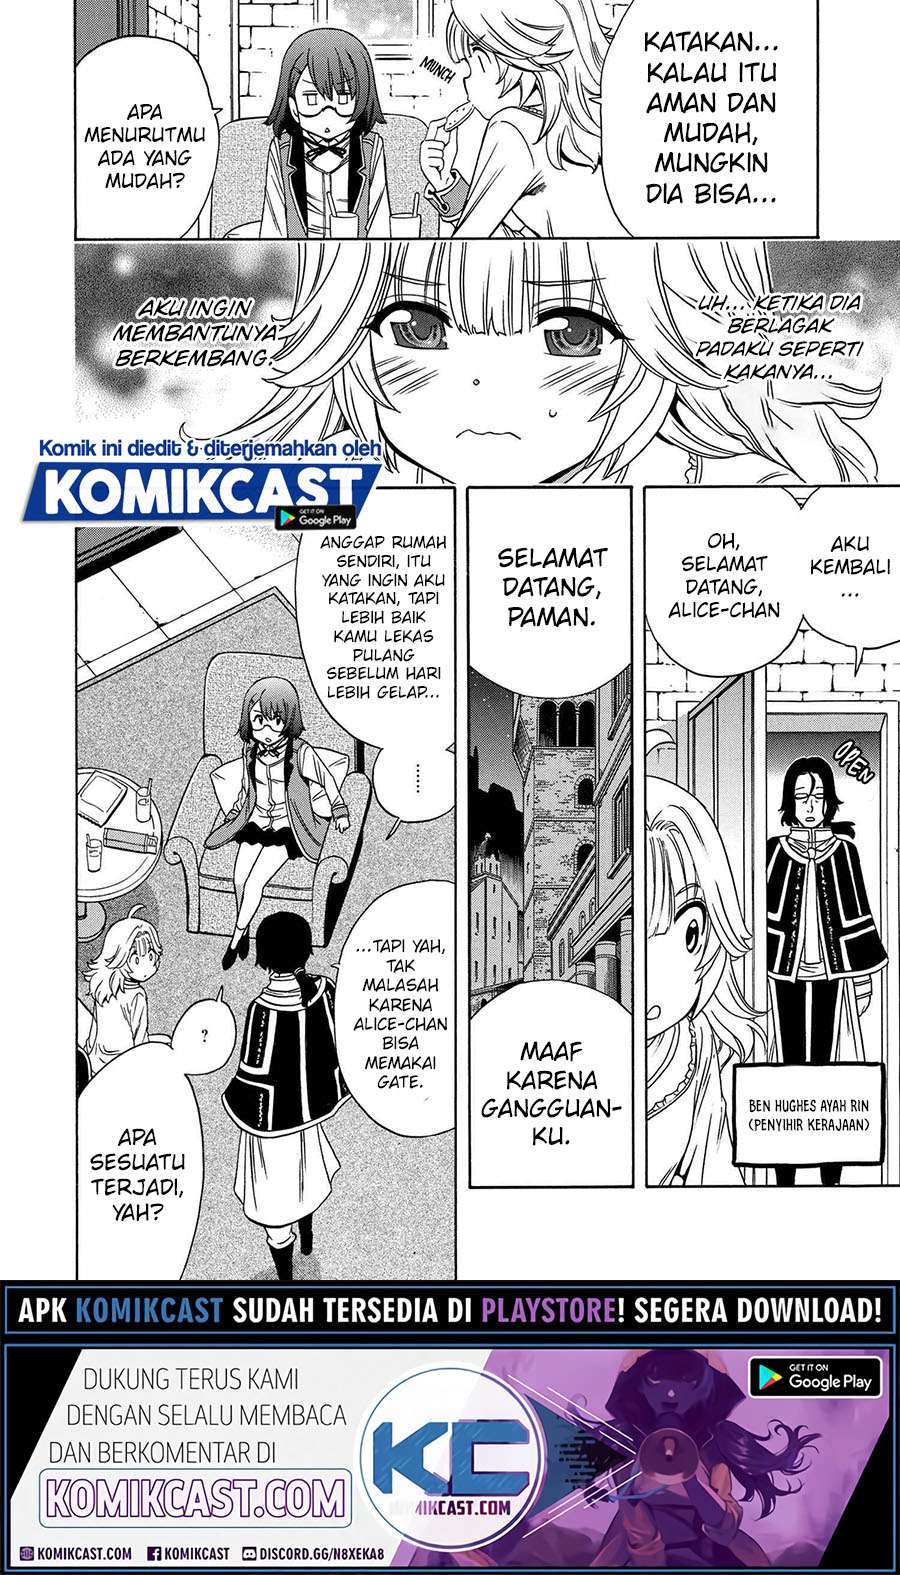 KATAKAN...
KALAU ITU
AMAN DAN
MUDAH,
MUNGKIN
DIA BISA...
MUNCH
APA
MENURUTMU
ADA YANG
MUDAH?
UH... KETIKA DIA
BERLAGAK
PADAKU SEPERTI
KAKANYA...
AKU INGIN
MEMBANTUNYA
BERKEMBANG.
Komik ini diedit & diterjemahkan oleh
KOMIKCAST
GET IT ON
Google Play
AKU
KEMBALI
...
OH,
SELAMAT
DATANG,
ALICE-CHAN
OPEN
BEN HUGHES AYAH RIN
(PENYIHIR KERAJAAN)
SELAMAT
DATANG,
PAMAN.
MAAF
KARENA
GANGGUAN-
KU.
ANGGAP RUMAH
SENDIRI, ITU
YANG INGIN AKU
KATAKAN, TAPI
LEBIH BAIK
KAMU LEKAS
PULANG
SEBELUM HARI
LEBIH GELAP...
......
...TAPI YAH,
TAK
MALASAH
KARENA
ALICE-CHAN
BISA
MEMAKAI
GATE.
?
APA
SESUATU
TERJADI,
YAH?
APK KOMIKCAST SUDAH TERSEDIA DI PLAYSTORE! SEGERA DOWNLOAD!
DUKUNG TERUS KAMI
DENGAN SELALU MEMBACA
DAN BERKOMENTAR DI
KOMIKCAST.COM
KC
KOMIKCAST.COM
GET IT ON
Google Play
KOMIKCAST.COM KOMIKCAST DISCORD.GG/N8XEKA8